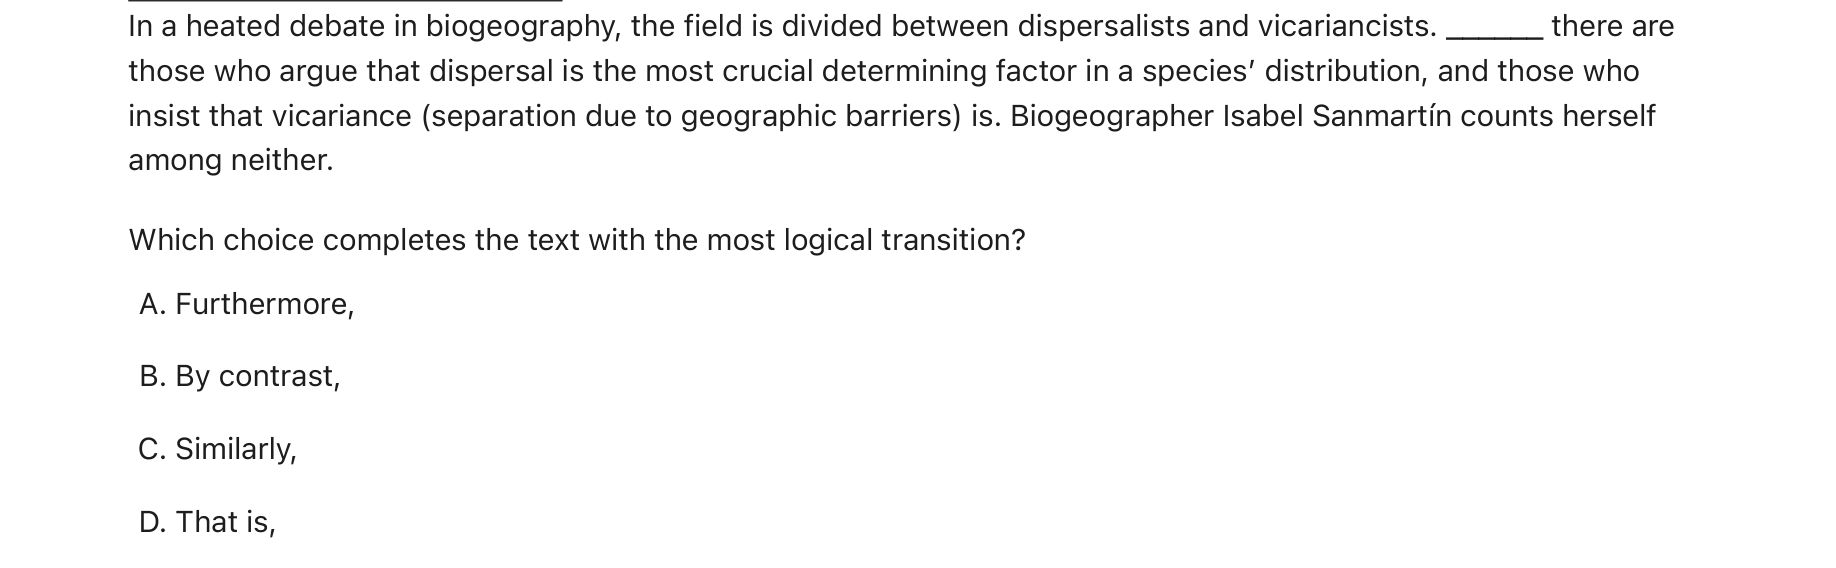 In a heated debate in biogeography, the field is divided between dispersalists and vicariancists. ______ there are
those who argue that dispersal is the most crucial determining factor in a species’ distribution, and those who
insist that vicariance (separation due to geographic barriers) is. Biogeographer Isabel Sanmartín counts herself
among neither.
Which choice completes the text with the most logical transition?
A. Furthermore,
B. By contrast,
C. Similarly,
D. That is,